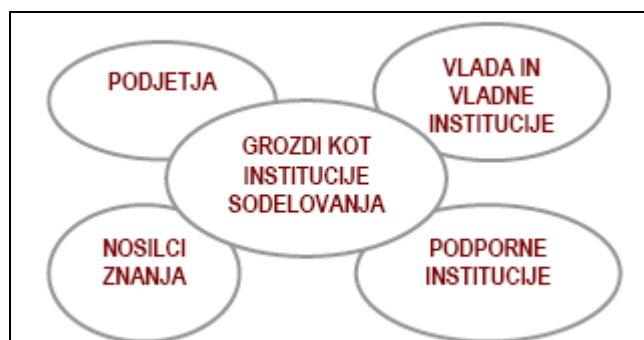 PODJETJA
VLADA IN
VLADNE
INSTITUCIJE
GROZDI KOT
INSTITUCIJE
SODELOVANJA
NOSILCI
ZNANJA
PODPORNE
INSTITUCIJE